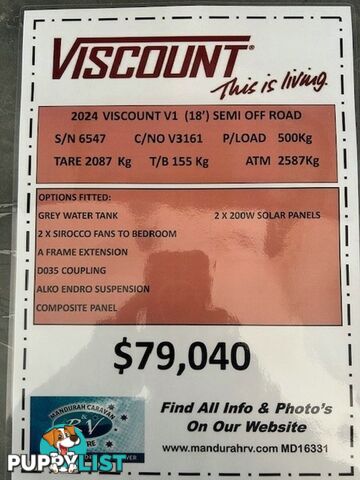 VISCOUNT®
This is living.
2024 VISCOUNT V1 (18') SEMI OFF ROAD
S/N 6547 C/NO V3161 P/LOAD 500Kg
TARE 2087 Kg T/B 155 Kg ATM 2587Kg
OPTIONS FITTED:
GREY WATER TANK 2 X 200W SOLAR PANELS
2 X SIROCCO FANS TO BEDROOM
A FRAME EXTENSION
D035 COUPLING
ALKO ENDRO SUSPENSION
COMPOSITE PANEL
$79,040
MANDURAH CARAVAN
&
RV
Find All Info & Photo's
On Our Website
www.mandurahrv.com MD16331
PUPPYLIST